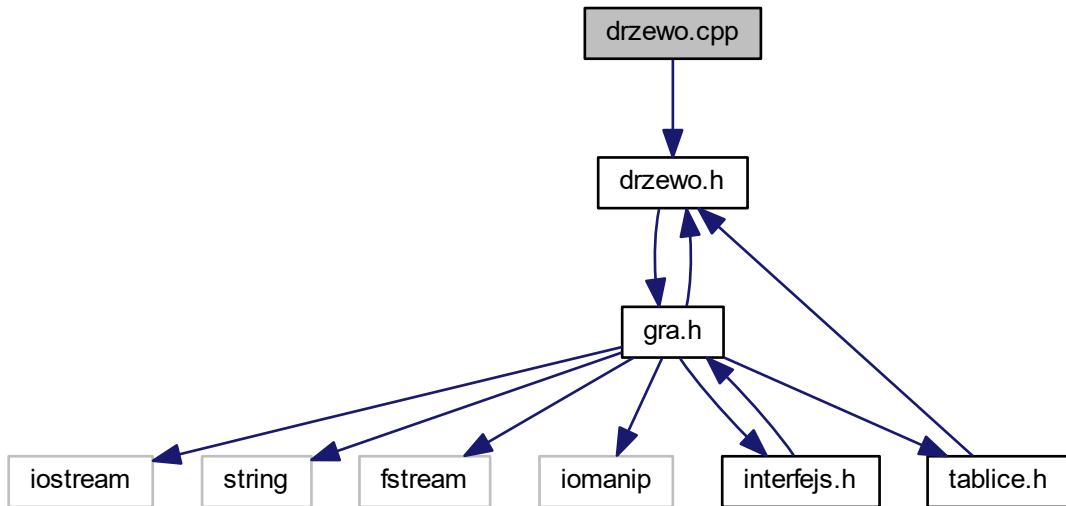 drzewo.cpp
drzewo.h
gra.h
iostream
string
fstream
iomanip
interfejs.h
tablice.h